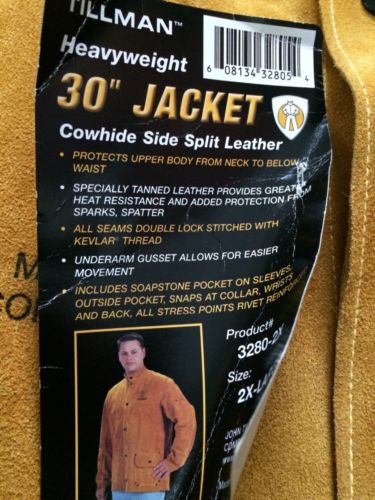 TILLMAN™
Heavyweight
6 08134 32805 4
30" JACKET
Cowhide Side Split Leather
• PROTECTS UPPER BODY FROM NECK TO BELOW
WAIST
• SPECIALLY TANNED LEATHER PROVIDES GREAT
HEAT RESISTANCE AND ADDED PROTECTION FROM
SPARKS, SPATTER
• ALL SEAMS DOUBLE LOCK STITCHED WITH
KEVLAR® THREAD
• UNDERARM GUSSET ALLOWS FOR EASIER
MOVEMENT
• INCLUDES SOAPSTONE POCKET ON SLEEVES,
OUTSIDE POCKET, SNAPS AT COLLAR, WRISTS
AND BACK, ALL STRESS POINTS RIVET
Product#
3280-2X
Size:
JOHN